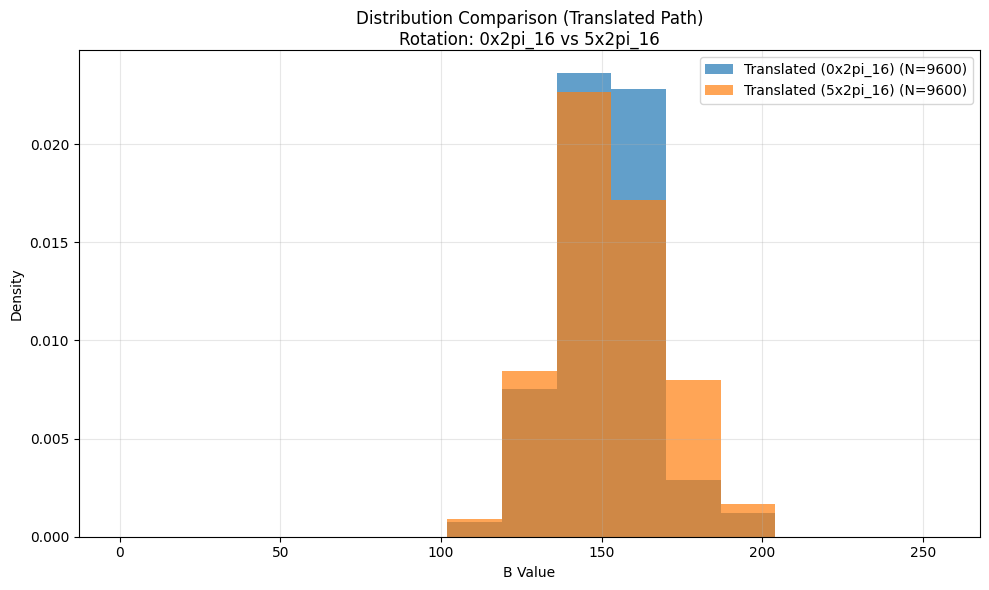 Distribution Comparison (Translated Path)
Rotation: 0x2pi_16 vs 5x2pi_16
Translated (0x2pi_16) (N=9600)
Translated (5x2pi_16) (N=9600)
Density
0.020
0.015
0.010
0.005
0.000
0 50 100 150 200 250
B Value